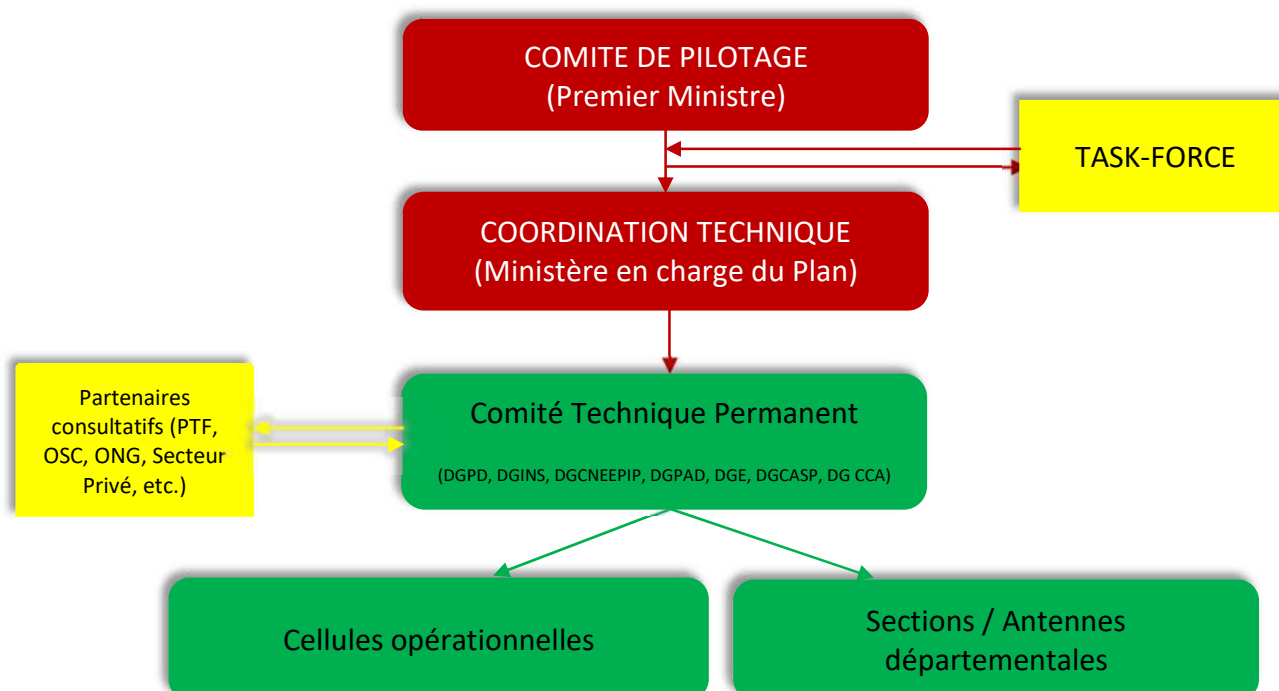 COMITE DE PILOTAGE
(Premier Ministre)
TASK-FORCE
COORDINATION TECHNIQUE
(Ministère en charge du Plan)
Partenaires
consultatifs (PTF,
OSC, ONG, Secteur
Privé, etc.)
Comité Technique Permanent
(DGPD, DGINS, DGCNEEPIP, DGPAD, DGE, DGCASP, DG CCA)
Cellules opérationnelles
Sections / Antennes
départementales